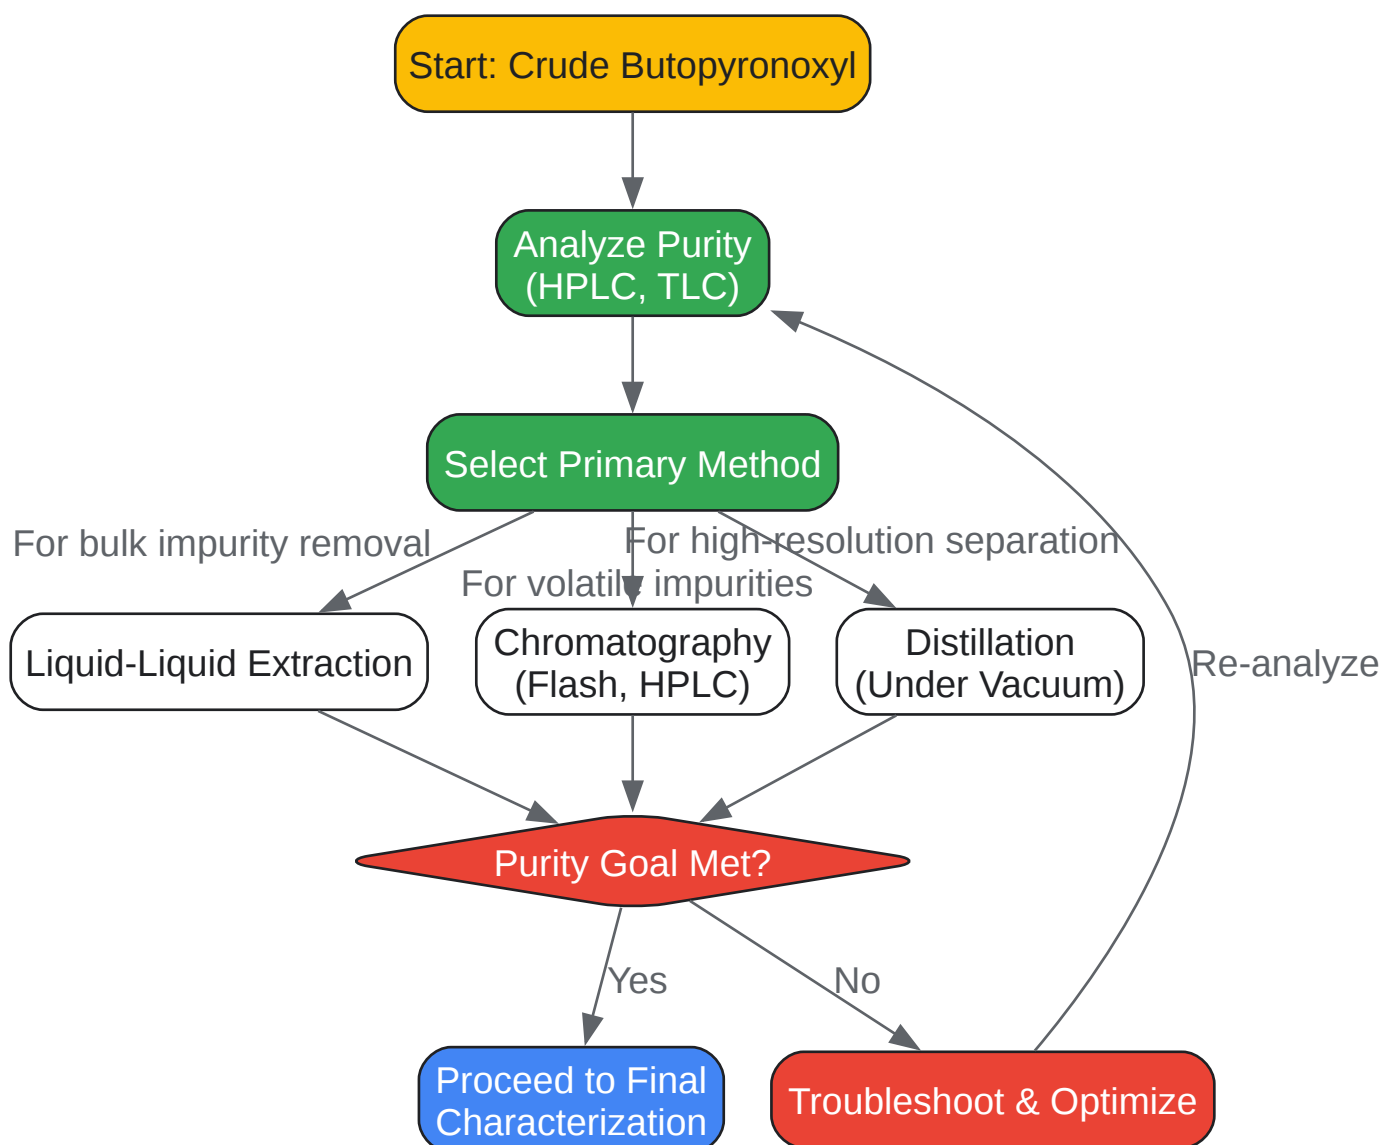 Start: Crude Butopyronoxyl
Analyze Purity
(HPLC, TLC)
Select Primary Method
For bulk impurity removal
For high-resolution separation
For volatile impurities
Liquid-Liquid Extraction
Chromatography
(Flash, HPLC)
Distillation
(Under Vacuum)
Re-analyze
Purity Goal Met?
Yes
No
Proceed to Final
Characterization
Troubleshoot & Optimize